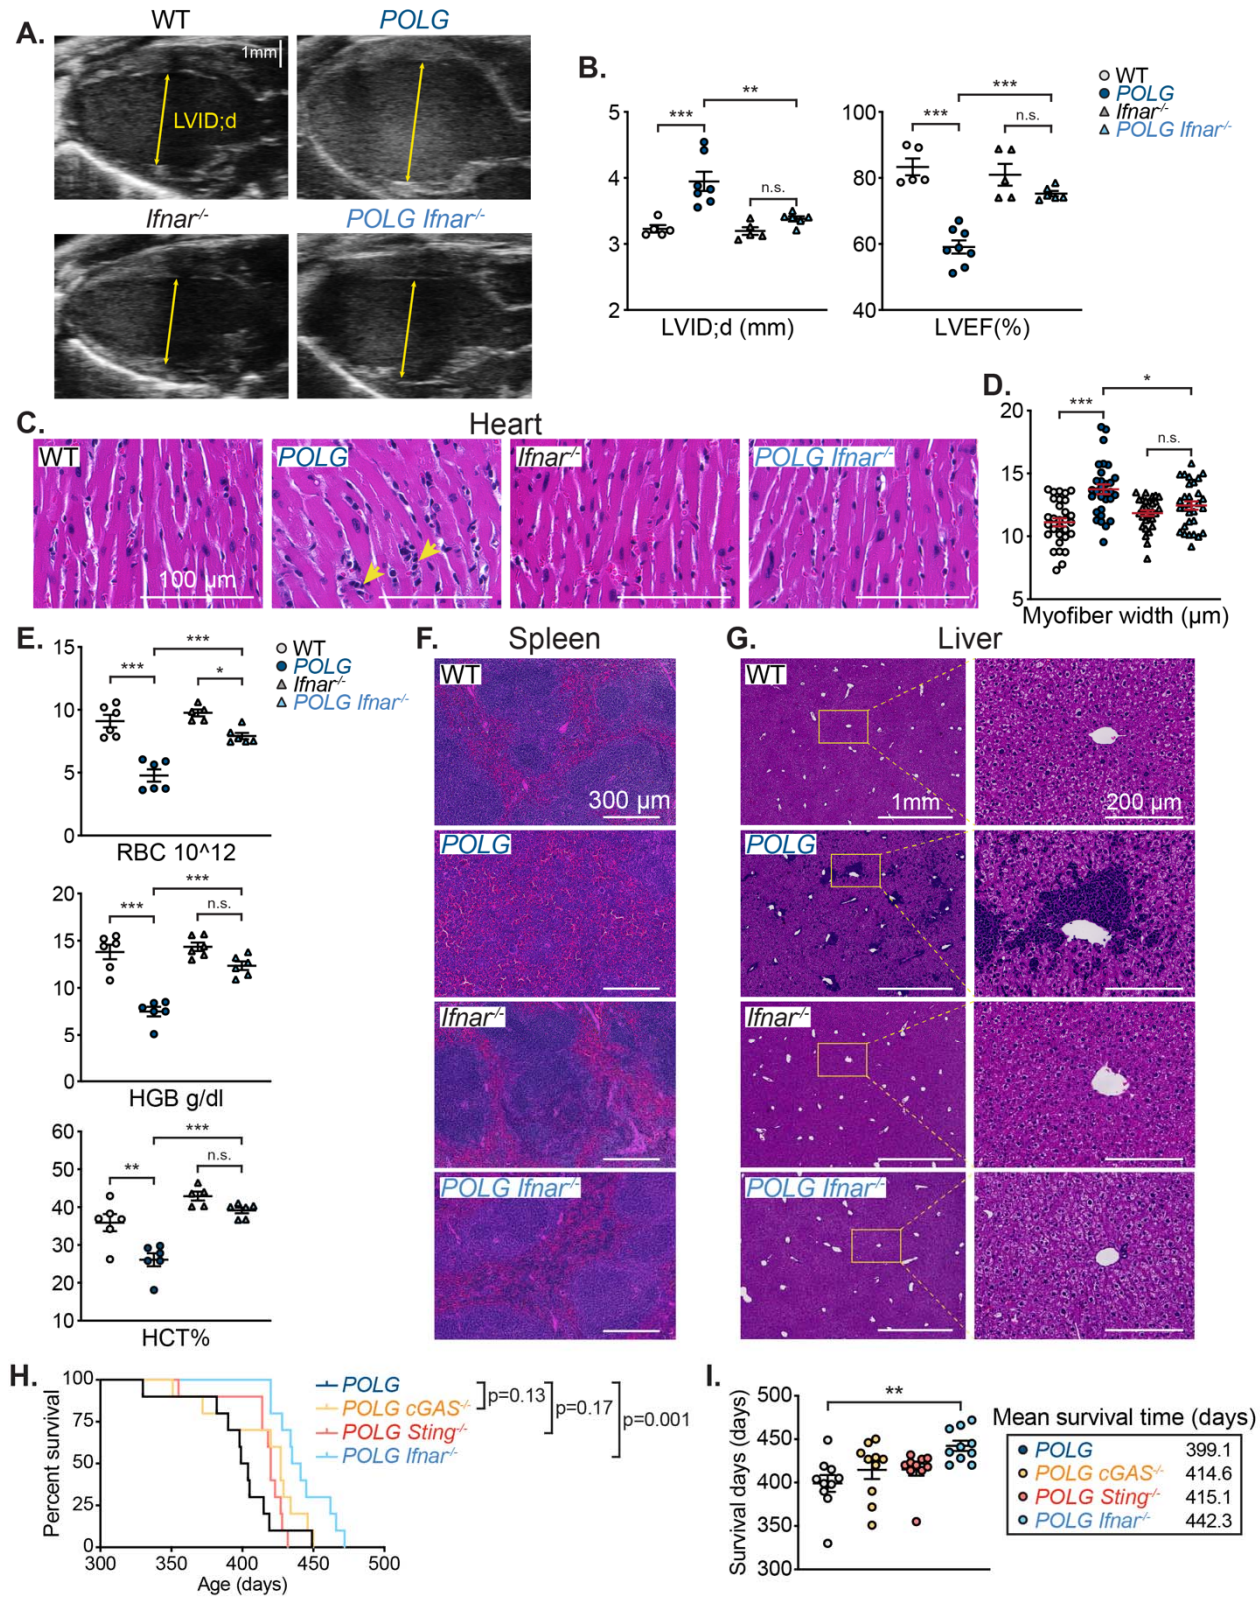 A.
WT
POLG
1mm
LVID;d
Ifnar-/-
POLG Ifnar-/-
B.
5
4
3
2
***
**
n.s.
LVID;d (mm)
100
80
60
40
***
***
n.s.
LVEF(%)
WT
POLG
Ifnar-/-
POLG Ifnar-/-
C.
Heart
WT
POLG
Ifnar-/-
POLG Ifnar-/-
100 µm
D.
20
15
10
5
***
*
n.s.
Myofiber width (µm)
E.
15
10
5
0
***
***
*
RBC 10^12
WT
POLG
Ifnar-/-
POLG Ifnar-/-
20
15
10
5
0
***
***
n.s.
HGB g/dl
60
50
40
30
20
10
**
***
n.s.
HCT%
F.
Spleen
WT
300 µm
POLG
Ifnar-/-
POLG Ifnar-/-
G.
Liver
WT
1mm
200 µm
POLG
Ifnar-/-
POLG Ifnar-/-
H.
Percent survival
100
75
50
25
0
300
350
400
450
500
Age (days)
POLG
POLG cGAS-/-
POLG Sting-/-
POLG Ifnar-/-
p=0.13
p=0.17
p=0.001
I.
Survival days (days)
500
450
400
350
300
**
Mean survival time (days)
POLG 399.1
POLG cGAS-/- 414.6
POLG Sting-/- 415.1
POLG Ifnar-/- 442.3